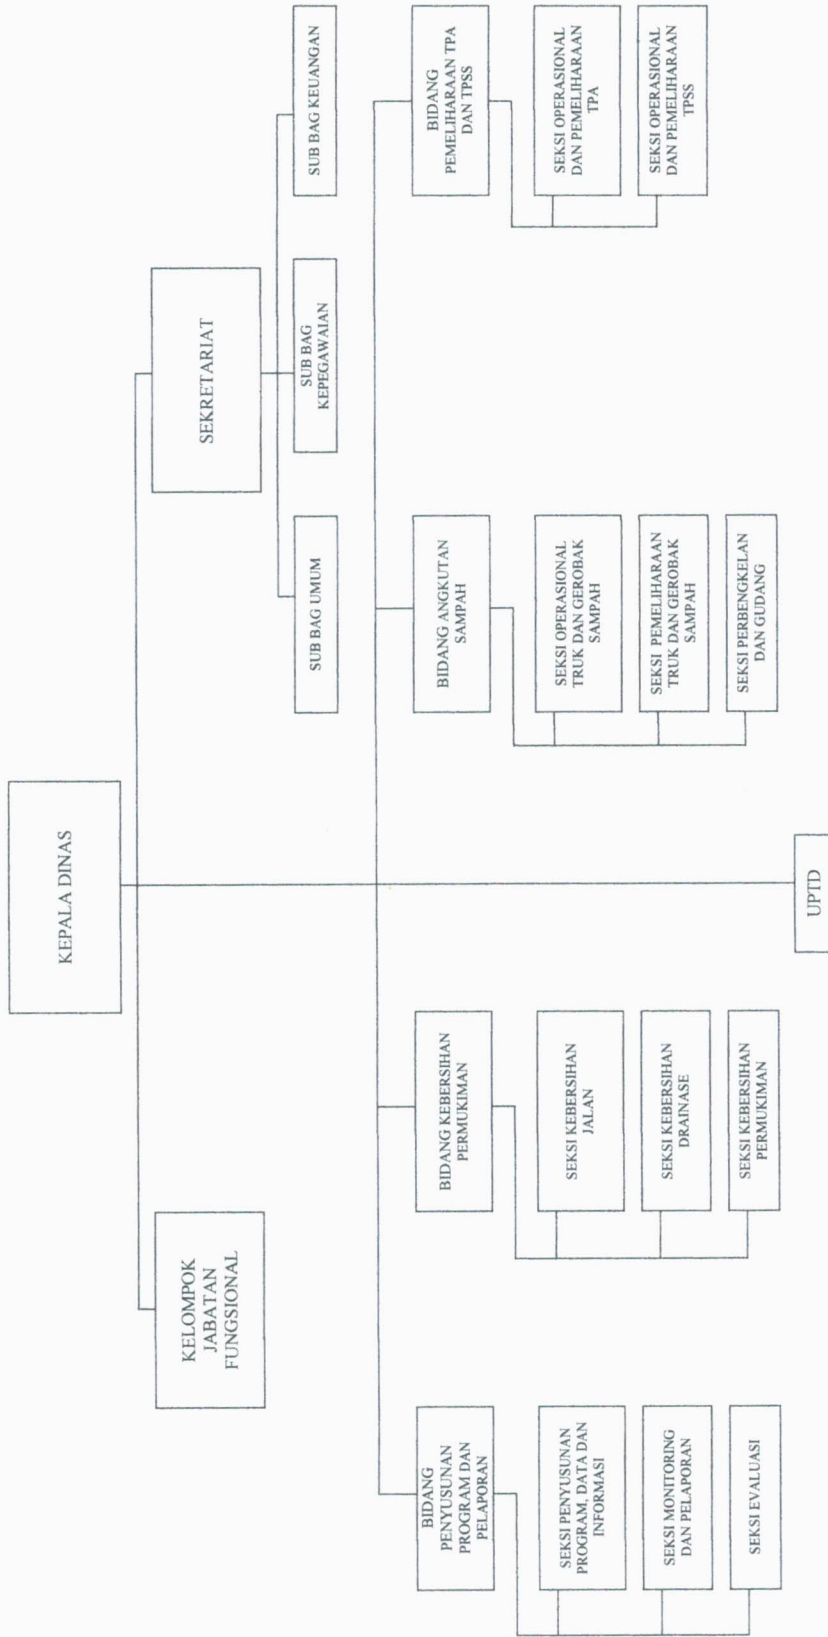 KEPALA DINAS
KELOMPOK
JABATAN
FUNGSIONAL
SEKRETARIAT
SUB BAG UMUM
SUB BAG
KEPEGAWAIAN
SUB BAG KEUANGAN
BIDANG
PENYUSUNAN
PROGRAM DAN
PELAPORAN
SEKSI PENYUSUNAN
PROGRAM, DATA DAN
INFORMASI
SEKSI MONITORING
DAN PELAPORAN
SEKSI EVALUASI
BIDANG KEBERSIHAN
PERMUKIMAN
SEKSI KEBERSIHAN
JALAN
SEKSI KEBERSIHAN
DRAINASE
SEKSI KEBERSIHAN
PERMUKIMAN
BIDANG ANGKUTAN
SAMPAH
SEKSI OPERASIONAL
TRUK DAN GEROBAK
SAMPAH
SEKSI PEMELIHARAAN
TRUK DAN GEROBAK
SAMPAH
SEKSI PERBENGKELAN
DAN GUDANG
BIDANG
PEMELIHARAAN TPA
DAN TPSS
SEKSI OPERASIONAL
DAN PEMELIHARAAN
TPA
SEKSI OPERASIONAL
DAN PEMELIHARAAN
TPSS
UPTD